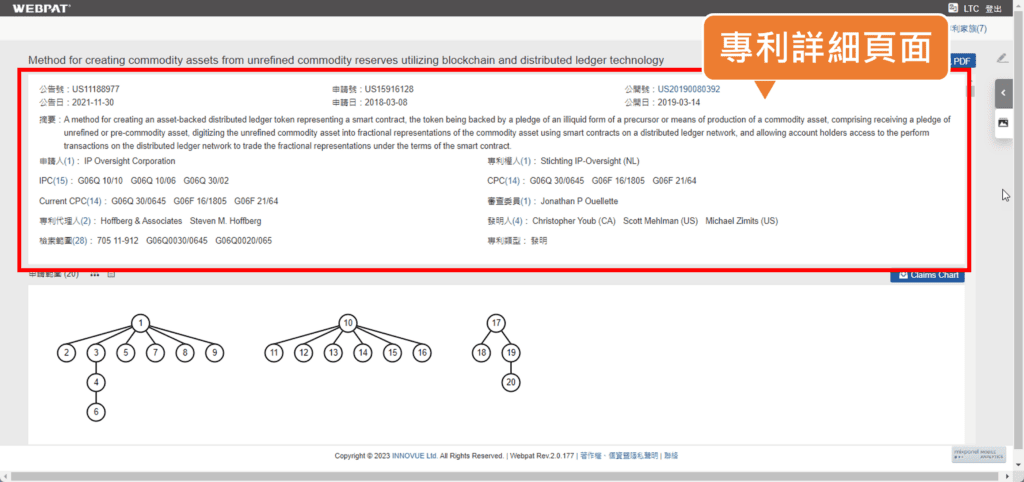 WEBPAT
LTC 登出
利家族(7)
專利詳細頁面
Method for creating commodity assets from unrefined commodity reserves utilizing blockchain and distributed ledger technology
PDF
公告號：US11188977 申請號：US15916128 公開號：US20190080392
公告日：2021-11-30 申請日：2018-03-08 公開日：2019-03-14
摘要：A method for creating an asset-backed distributed ledger token representing a smart contract, the token being backed by a pledge of an illiquid form of a precursor or means of production of a commodity asset, comprising receiving a pledge of
unrefined or pre-commodity asset, digitizing the unrefined commodity asset into fractional representations of the commodity asset using smart contracts on a distributed ledger network, and allowing account holders access to the perform
transactions on the distributed ledger network to trade the fractional representations under the terms of the smart contract.
申請人(1)： IP Oversight Corporation 專利權人(1)： Stichting IP-Oversight (NL)
IPC(15)： G06Q 10/10 G06Q 10/06 G06Q 30/02 CPC(14)： G06Q 30/0645 G06F 16/1805 G06F 21/64
Current CPC(14)： G06Q 30/0645 G06F 16/1805 G06F 21/64 審查委員(1)： Jonathan P Ouellette
專利代理人(2)： Hoffberg & Associates Steven M. Hoffberg 發明人(4)： Christopher Youb (CA) Scott Mehlman (US) Michael Zimits (US)
檢索範圍(28)： 705 11-912 G06Q0030/0645 G06Q0020/065 專利類型： 發明
申請範圍 (20) ••• Claims Chart
1 10 17
2 3 5 7 8 9 11 12 13 14 15 16 18 19
4 20
6
Copyright © 2023 INNOVUE Ltd. All Rights Reserved. | Webpat Rev.2.0.177 | 著作權、個資暨隱私聲明 | 聯絡